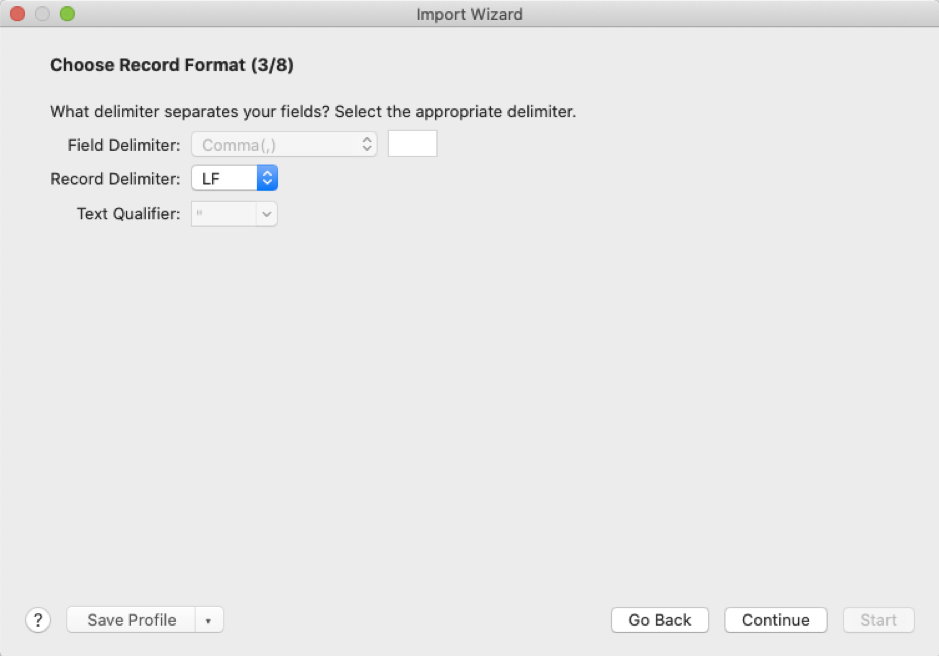 Import Wizard
Choose Record Format (3/8)
What delimiter separates your fields? Select the appropriate delimiter.
Field Delimiter: Comma(,)
Record Delimiter: LF
Text Qualifier: "
? Save Profile Go Back Continue Start